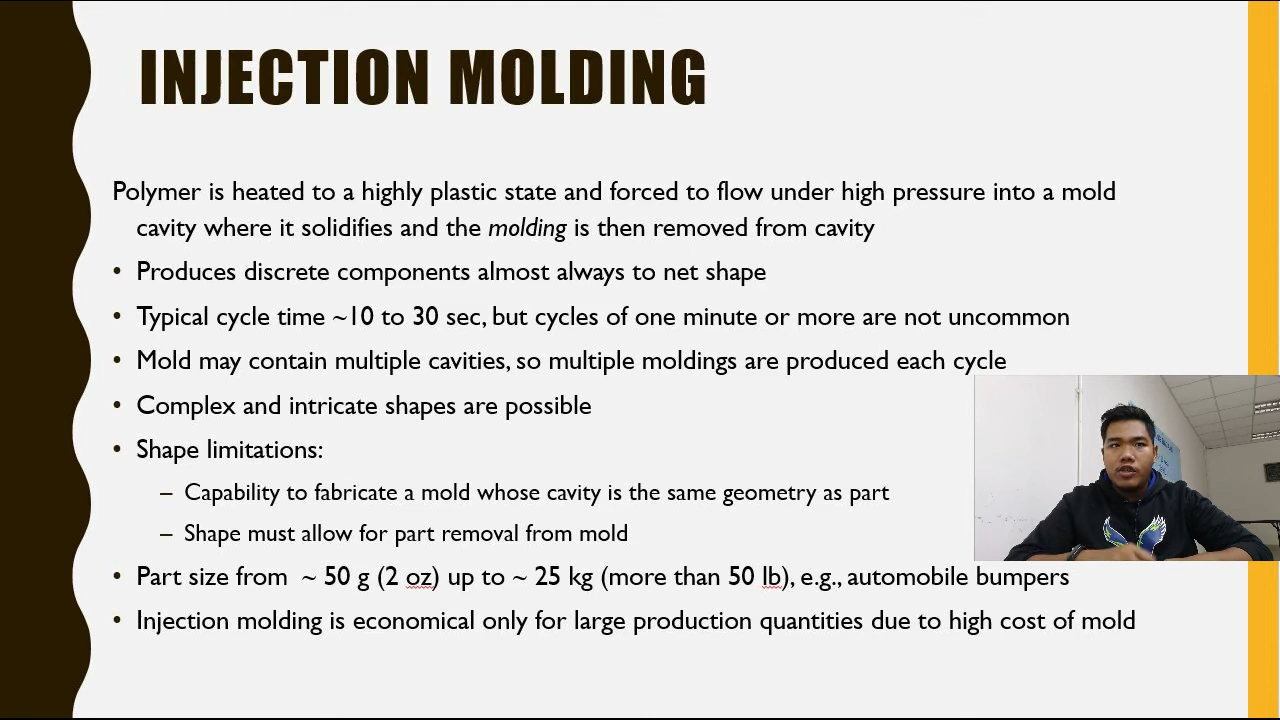 INJECTION MOLDING
Polymer is heated to a highly plastic state and forced to flow under high pressure into a mold
cavity where it solidifies and the molding is then removed from cavity
• Produces discrete components almost always to net shape
• Typical cycle time ~10 to 30 sec, but cycles of one minute or more are not uncommon
• Mold may contain multiple cavities, so multiple moldings are produced each cycle
• Complex and intricate shapes are possible
• Shape limitations:
– Capability to fabricate a mold whose cavity is the same geometry as part
– Shape must allow for part removal from mold
• Part size from ~ 50 g (2 oz) up to ~ 25 kg (more than 50 lb), e.g., automobile bumpers
• Injection molding is economical only for large production quantities due to high cost of mold